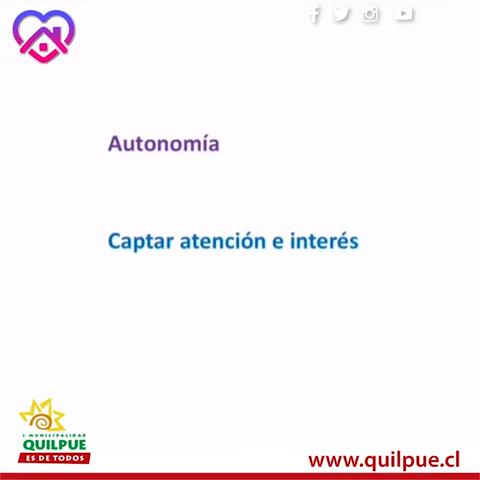 Autonomía
Captar atención e interés
I. MUNICIPALIDAD
QUILPUE
ES DE TODOS
www.quilpue.cl